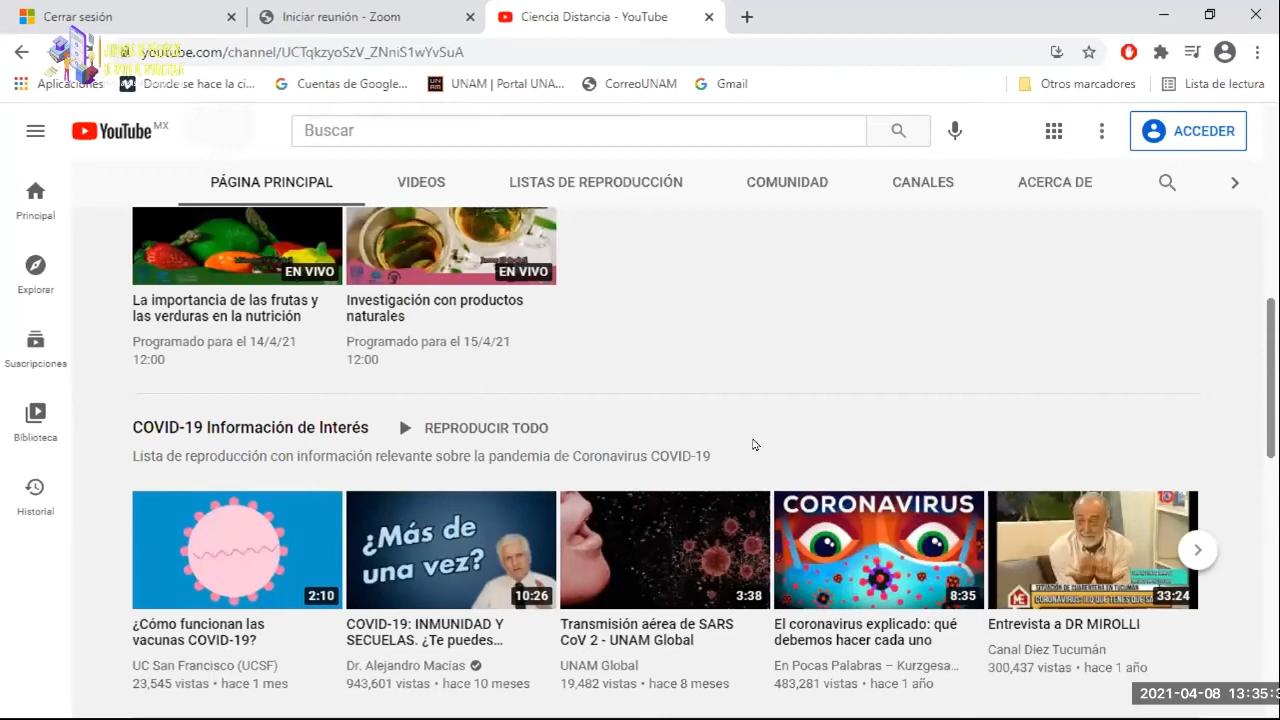 Cerrar sesión
Iniciar reunión - Zoom
Ciencia Distancia - YouTube
youtube.com/channel/UCTqkzyoSzV_ZNniS1wYvSuA
Aplicaciones
Donde se hace la ci...
Cuentas de Google...
UNAM | Portal UNA...
CorreoUNAM
Gmail
Otros marcadores
Lista de lectura
YouTube MX
Buscar
ACCEDER
PÁGINA PRINCIPAL
VIDEOS
LISTAS DE REPRODUCCIÓN
COMUNIDAD
CANALES
ACERCA DE
Principal
Explorar
Suscripciones
Biblioteca
Historial
EN VIVO
EN VIVO
La importancia de las frutas y
las verduras en la nutrición
Programado para el 14/4/21
12:00
Investigación con productos
naturales
Programado para el 15/4/21
12:00
COVID-19 Información de Interés
REPRODUCIR TODO
Lista de reproducción con información relevante sobre la pandemia de Coronavirus COVID-19
2:10
¿Más de
una vez?
10:26
3:38
CORONAVIRUS
8:35
33:24
¿Cómo funcionan las
vacunas COVID-19?
UC San Francisco (UCSF)
23,545 vistas • hace 1 mes
COVID-19: INMUNIDAD Y
SECUELAS. ¿Te puedes...
Dr. Alejandro Macías
943,601 vistas • hace 10 meses
Transmisión aérea de SARS
CoV 2 - UNAM Global
UNAM Global
19,482 vistas • hace 8 meses
El coronavirus explicado: qué
debemos hacer cada uno
En Pocas Palabras – Kurzgesa...
483,281 vistas • hace 1 año
Entrevista a DR MIROLLI
Canal Diez Tucumán
300,437 vistas • hace 1 año
2021-04-08 13:35:3